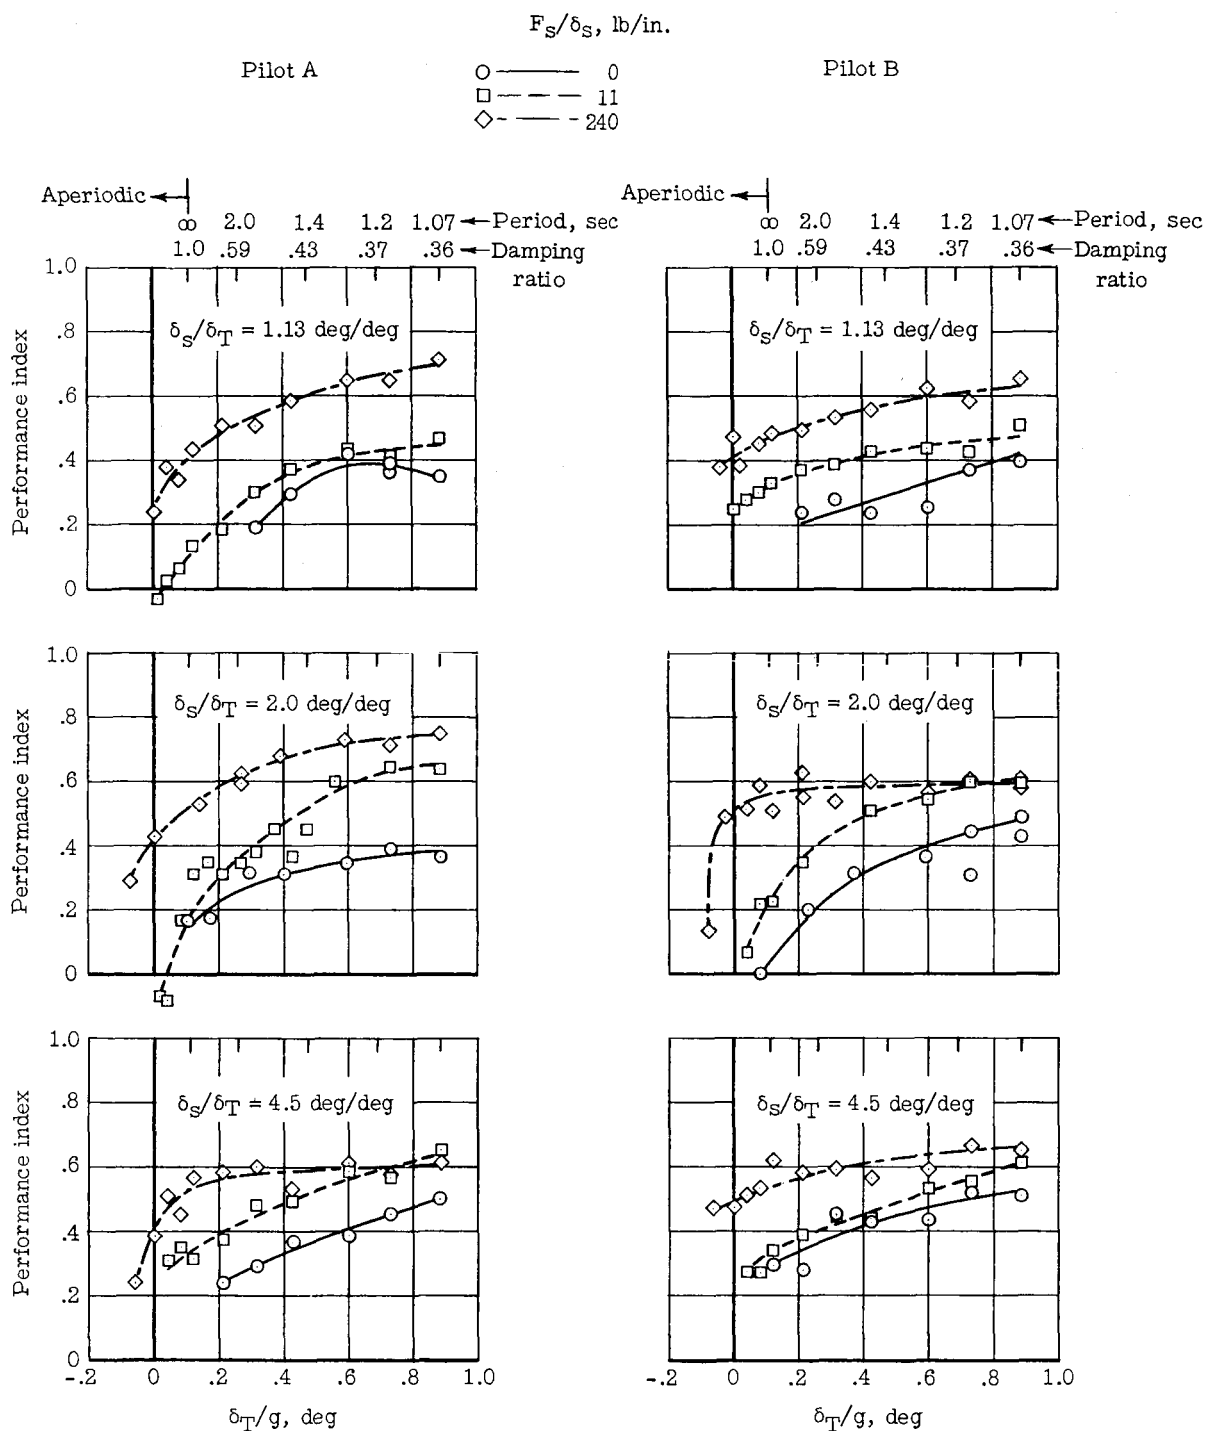 F_S/δ_S, lb/in.
Pilot A
Pilot B
0
11
240
Aperiodic
∞ 2.0 1.4 1.2 1.07 Period, sec
1.0 .59 .43 .37 .36 Damping
ratio
Aperiodic
∞ 2.0 1.4 1.2 1.07 Period, sec
1.0 .59 .43 .37 .36 Damping
ratio
Performance index
1.0
.8
.6
.4
.2
0
δ_S/δ_T = 1.13 deg/deg
δ_S/δ_T = 1.13 deg/deg
Performance index
1.0
.8
.6
.4
.2
0
δ_S/δ_T = 2.0 deg/deg
δ_S/δ_T = 2.0 deg/deg
Performance index
1.0
.8
.6
.4
.2
0
δ_S/δ_T = 4.5 deg/deg
δ_S/δ_T = 4.5 deg/deg
-.2 0 .2 .4 .6 .8 1.0
-.2 0 .2 .4 .6 .8 1.0
δ_T/g, deg
δ_T/g, deg